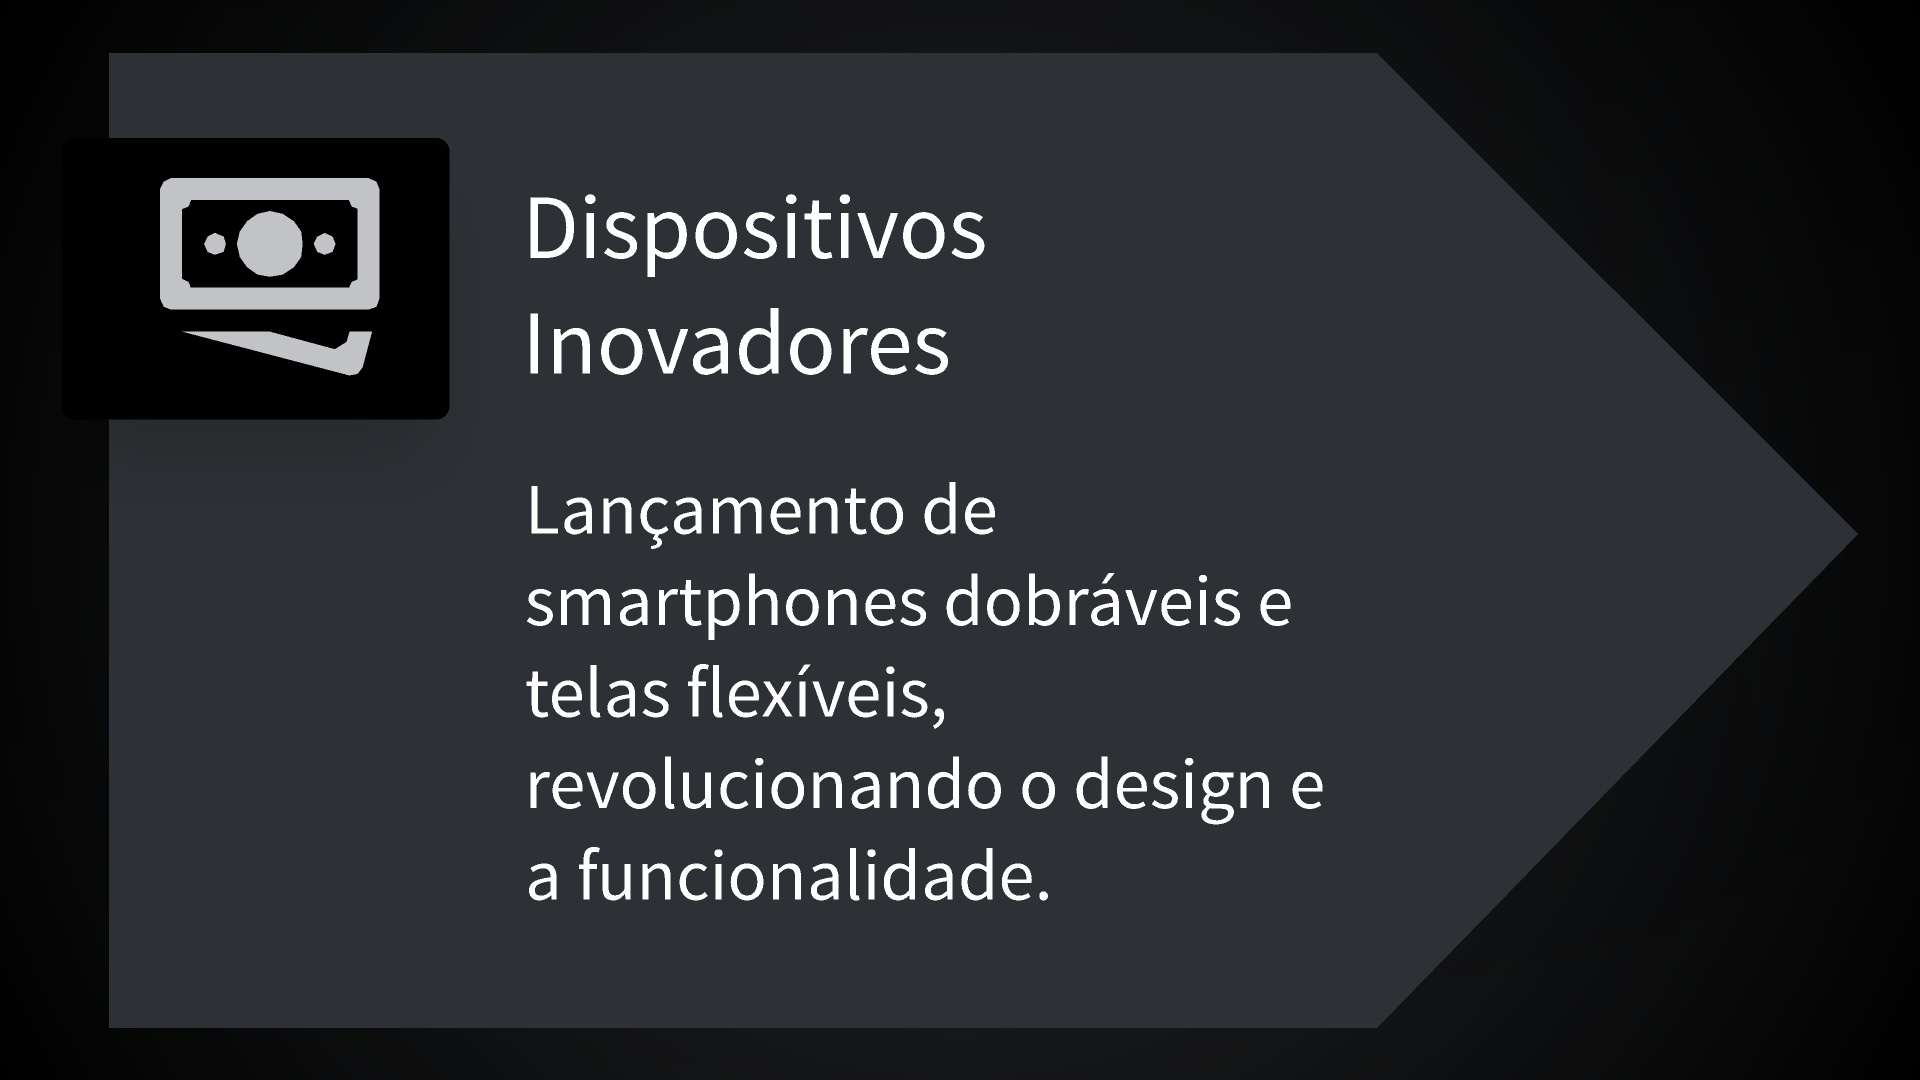 Dispositivos
Inovadores
Lançamento de
smartphones dobráveis e
telas flexíveis,
revolucionando o design e
a funcionalidade.